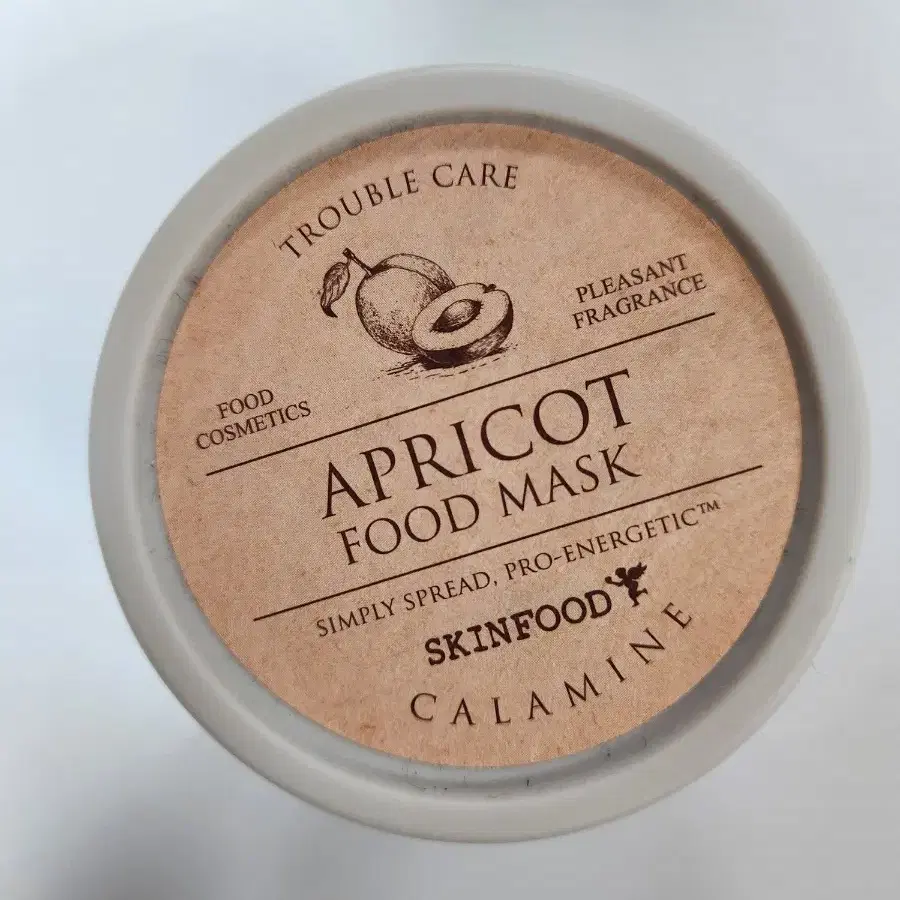 TROUBLE CARE
PLEASANT
FRAGRANCE
FOOD
COSMETICS
APRICOT
FOOD MASK
SIMPLY SPREAD, PRO-ENERGETIC™
SKINFOOD
CALAMINE